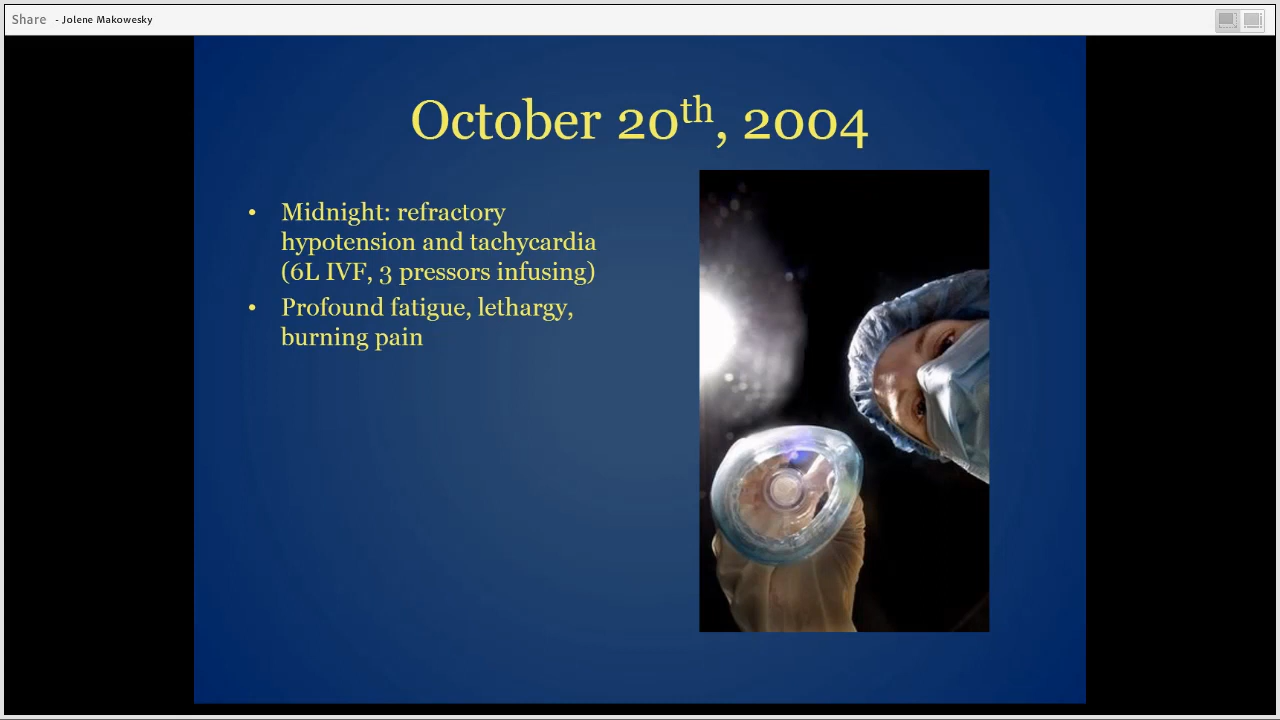 Share - Jolene Makowesky
October 20th, 2004
• Midnight: refractory
hypotension and tachycardia
(6L IVF, 3 pressors infusing)
• Profound fatigue, lethargy,
burning pain